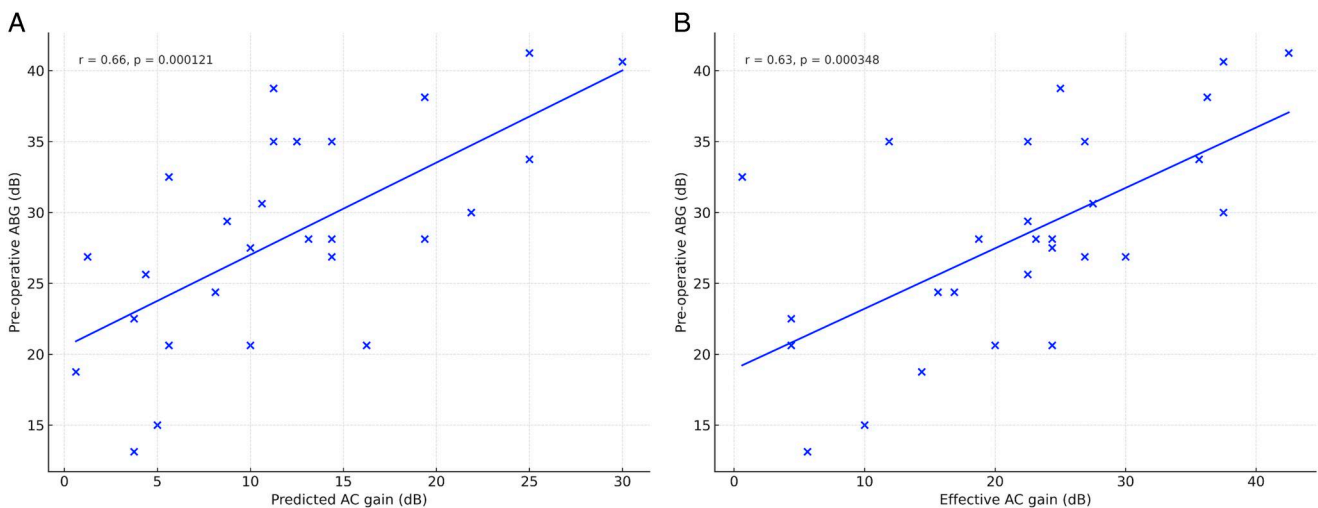 A
r = 0.66, p = 0.000121
Pre-operative ABG (dB)
40
35
30
25
20
15
0 5 10 15 20 25 30
Predicted AC gain (dB)
B
r = 0.63, p = 0.000348
Pre-operative ABG (dB)
40
35
30
25
20
15
0 10 20 30 40
Effective AC gain (dB)